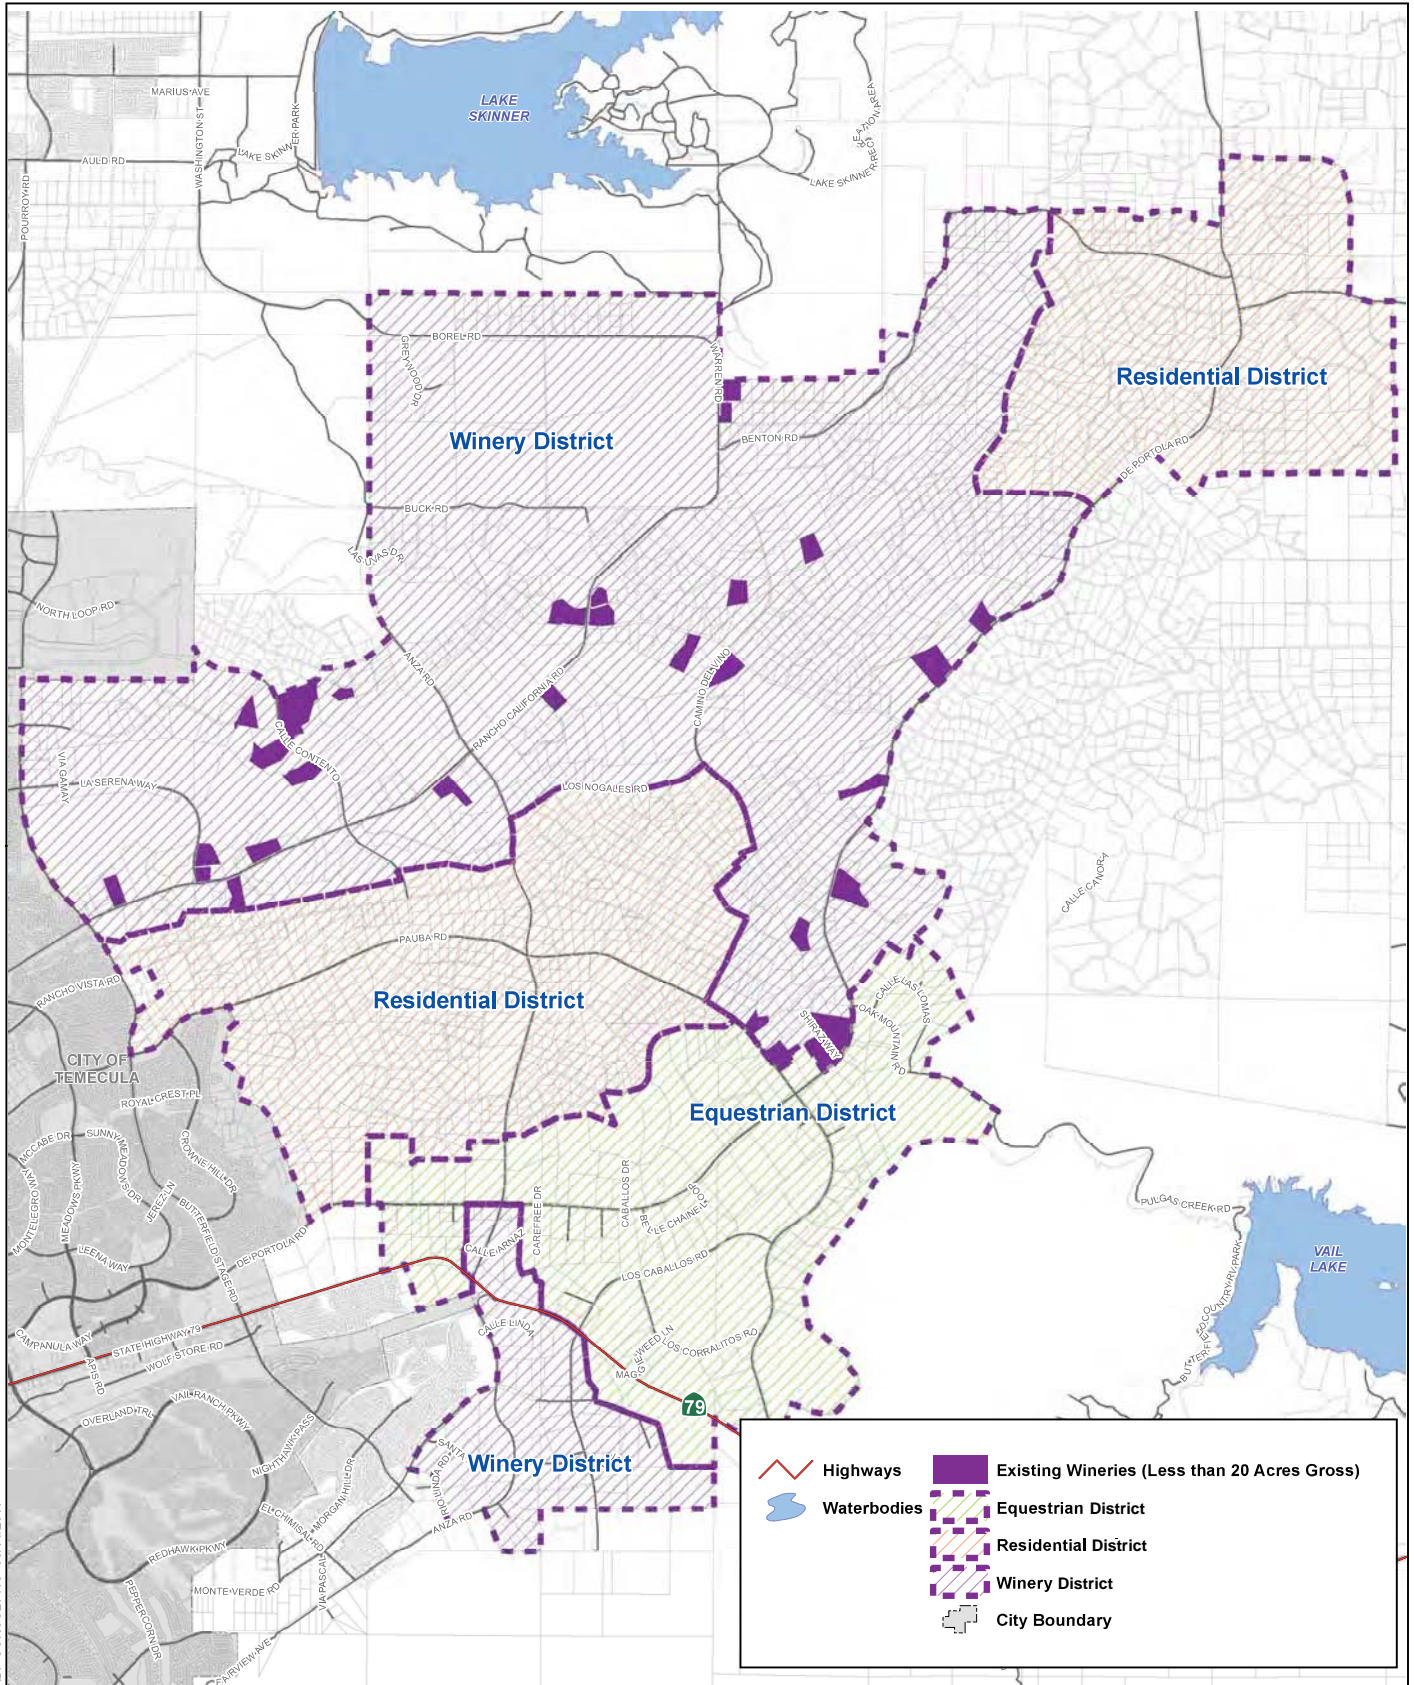 LAKE
SKINNER
MARIUS AVE
WASHINGTON ST
LAKE SKINNER PARK
AULD RD
POURROY RD
LAKE SKINNER RECREATION AREA
BOREL RD
GREYWOOD DR
WARREN RD
Residential District
Winery District
BENTON RD
DE PORTOLA RD
BUCK RD
LAS UVAS DR
NORTH LOOP RD
ANZA RD
RANCHO CALIFORNIA RD
CAMINO DEL VINO
CALLE CONTENTO
VIA GAMAY
LA SERENA WAY
LOS NOGALES RD
PAUBA RD
RANCHO VISTA RD
Residential District
CALLE LAS LOMAS
OAK MOUNTAIN RD
SHIRAZ WAY
CITY OF
TEMECULA
ROYAL CREST PL
Equestrian District
MCCABE DR
SUNNY MEADOWS DR
CROWNE HILL DR
MONTELEGRO WAY
MEADOWS PKWY
JEREZ LN
BUTTERFIELD STAGE RD
LEENA WAY
DE PORTOLA RD
CABALLOS DR
BELLE CHAINE LOOP
CAREFREE DR
CALLE ARNAZ
LOS CABALLOS RD
PULGAS CREEK RD
VAIL
LAKE
CAMPANULA WAY
STATE HIGHWAY 79
WOLF STORE RD
APIS RD
CALLE LINDA
LOS CORRALITOS RD
79
OVERLAND TRL
VAIL RANCH PKWY
NIGHTHAWK PASS
SANTA
RIO LINDA RD
Winery District
MORGAN HILL DR
EL CHIMISAL RD
ANZA RD
REDHAWK PKWY
MONTE VERDE RD
VIA PASCAL
PEPPERCORN DR
FAIRVIEW AVE
Highways
Waterbodies
Existing Wineries (Less than 20 Acres Gross)
Equestrian District
Residential District
Winery District
City Boundary